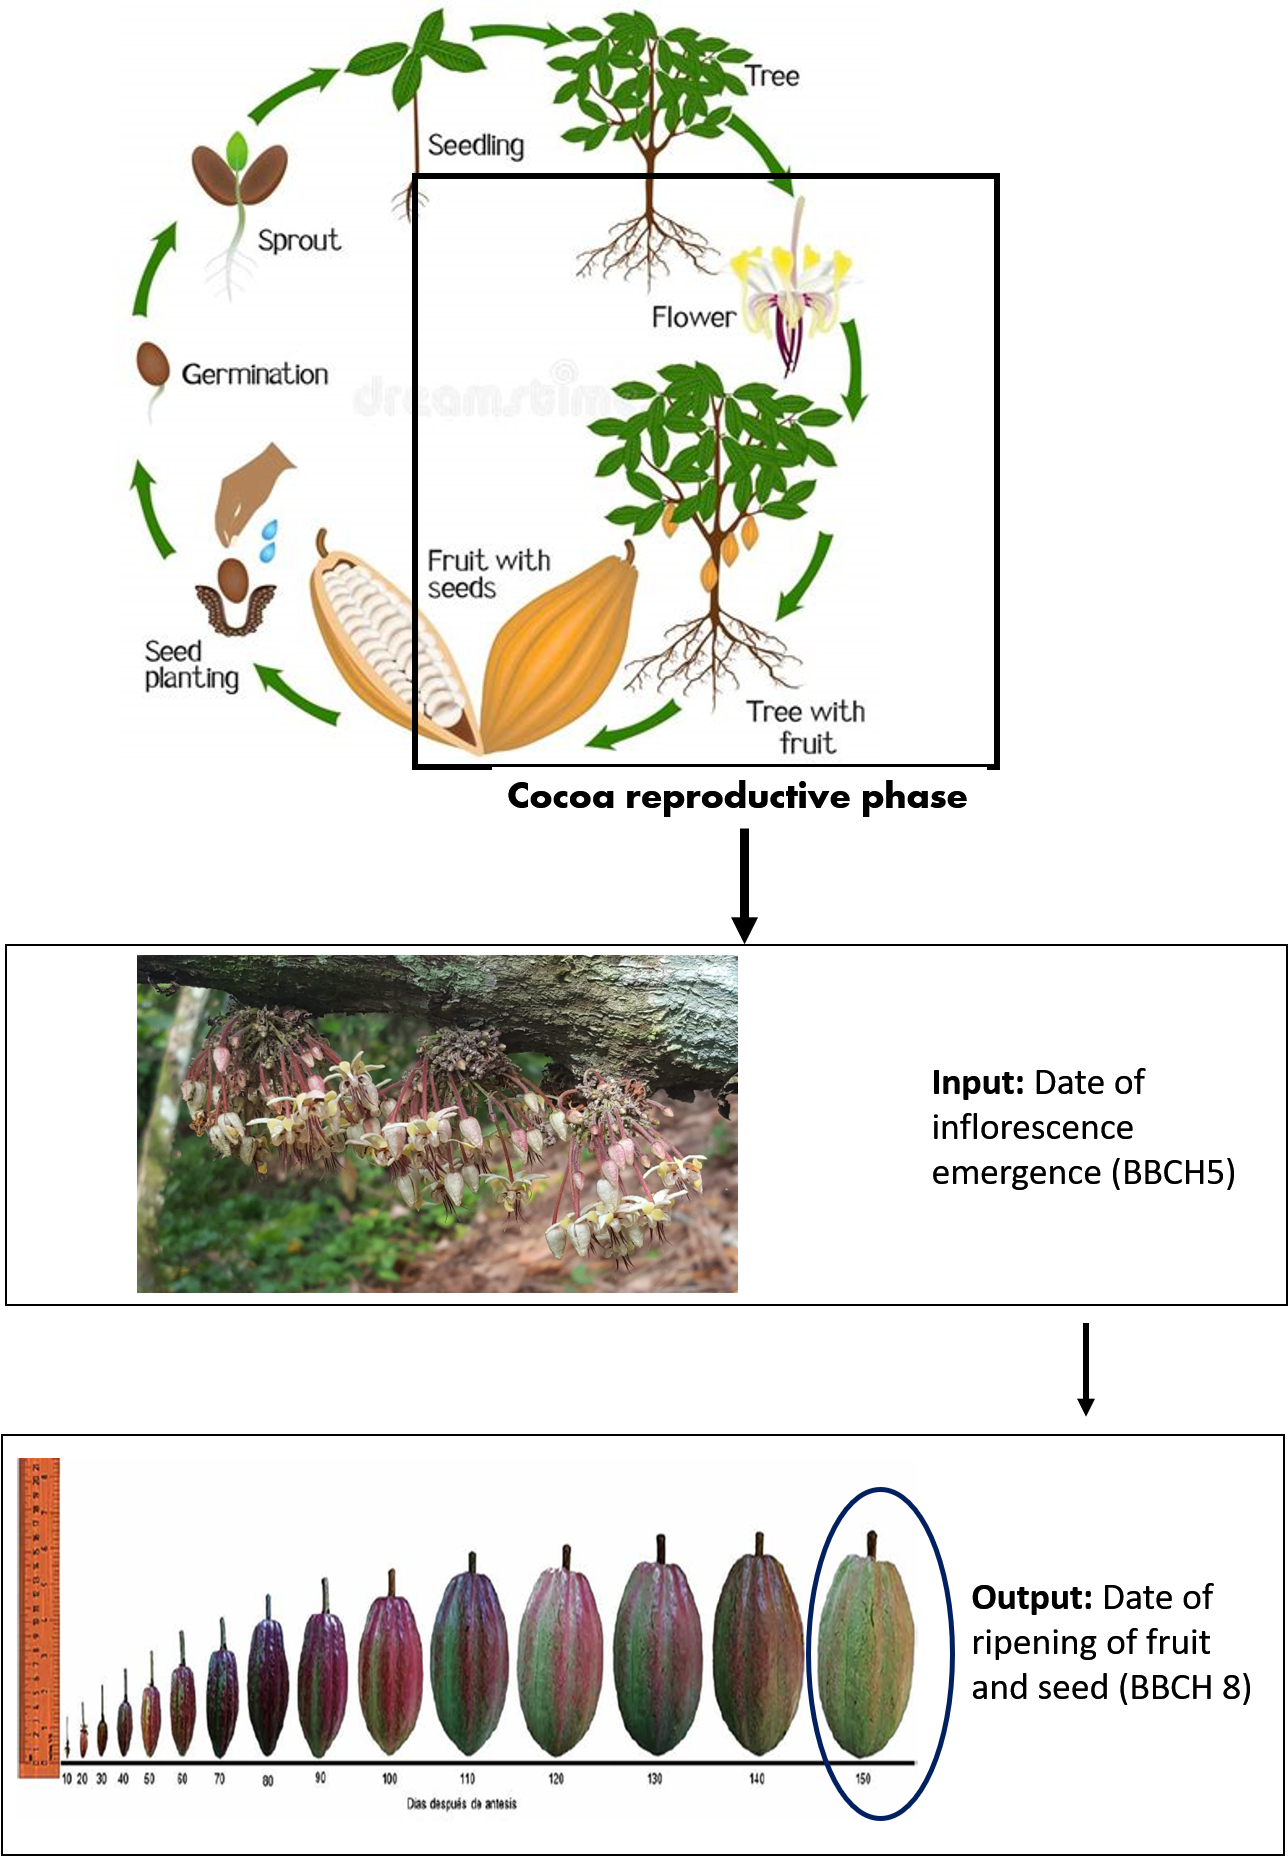 Tree
Seedling
Sprout
Flower
Germination
dreamstime
Fruit with
seeds
Seed
planting
Tree with
fruit
Cocoa reproductive phase
Input: Date of
inflorescence
emergence (BBCH5)
Output: Date of
ripening of fruit
and seed (BBCH 8)
10 20 30 40 50 60 70 80 90 100 110 120 130 140 150
Dias después de antesis